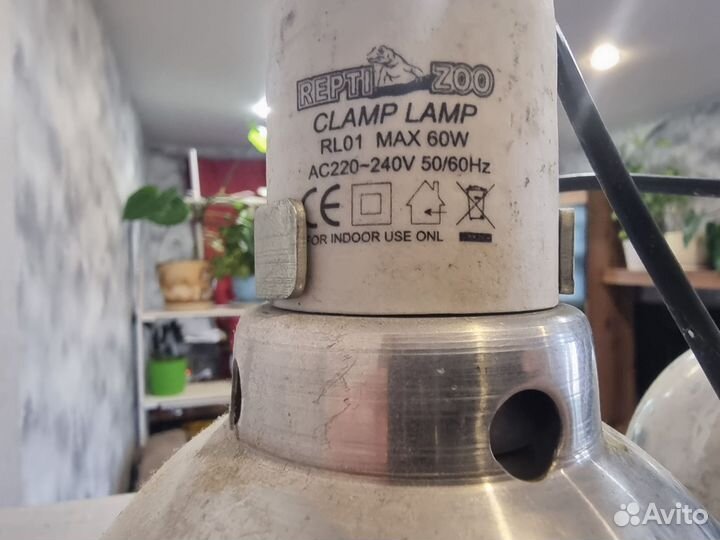 REPTI ZOO
CLAMP LAMP
RL01 MAX 60W
AC220~240V 50/60Hz
CE
FOR INDOOR USE ONL
Avito